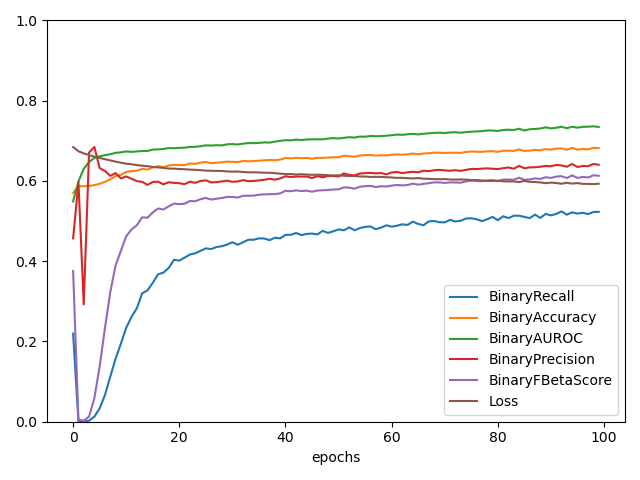 1.0
0.8
0.6
0.4
0.2
0.0
0 20 40 60 80 100
epochs
BinaryRecall
BinaryAccuracy
BinaryAUROC
BinaryPrecision
BinaryFBetaScore
Loss